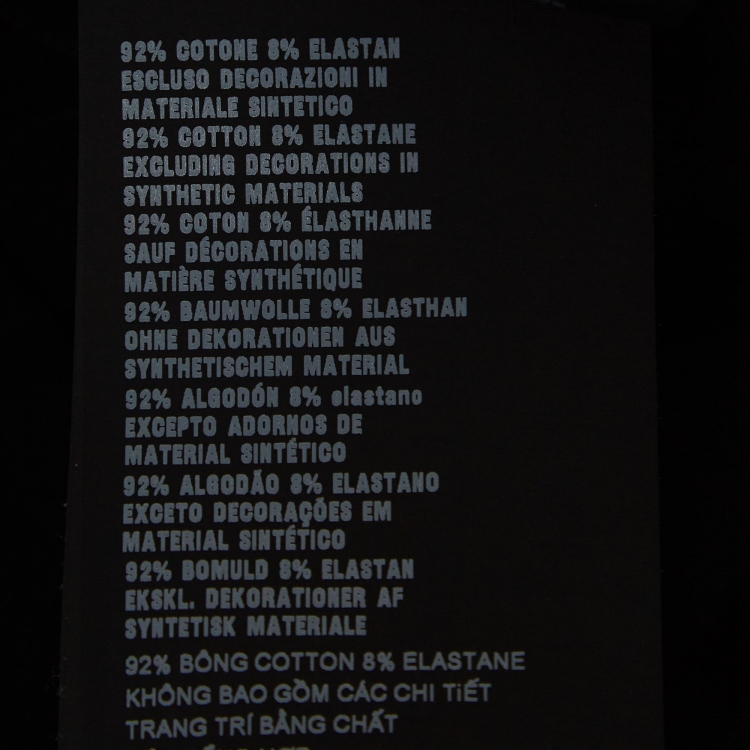 92% COTONE 8% ELASTAN
ESCLUSO DECORAZIONI IN
MATERIALE SINTETICO
92% COTTON 8% ELASTANE
EXCLUDING DECORATIONS IN
SYNTHETIC MATERIALS
92% COTON 8% ÉLASTHANNE
SAUF DÉCORATIONS EN
MATIÈRE SYNTHÉTIQUE
92% BAUMWOLLE 8% ELASTHAN
OHNE DEKORATIONEN AUS
SYNTHETISCHEM MATERIAL
92% ALGODÓN 8% elastano
EXCEPTO ADORNOS DE
MATERIAL SINTÉTICO
92% ALGODÃO 8% ELASTANO
EXCETO DECORAÇÕES EM
MATERIAL SINTÉTICO
92% BOMULD 8% ELASTAN
EKSKL. DEKORATIONER AF
SYNTETISK MATERIALE
92% BÔNG COTTON 8% ELASTANE
KHÔNG BAO GỒM CÁC CHI TiẾT
TRANG TRÍ BẰNG CHẤT